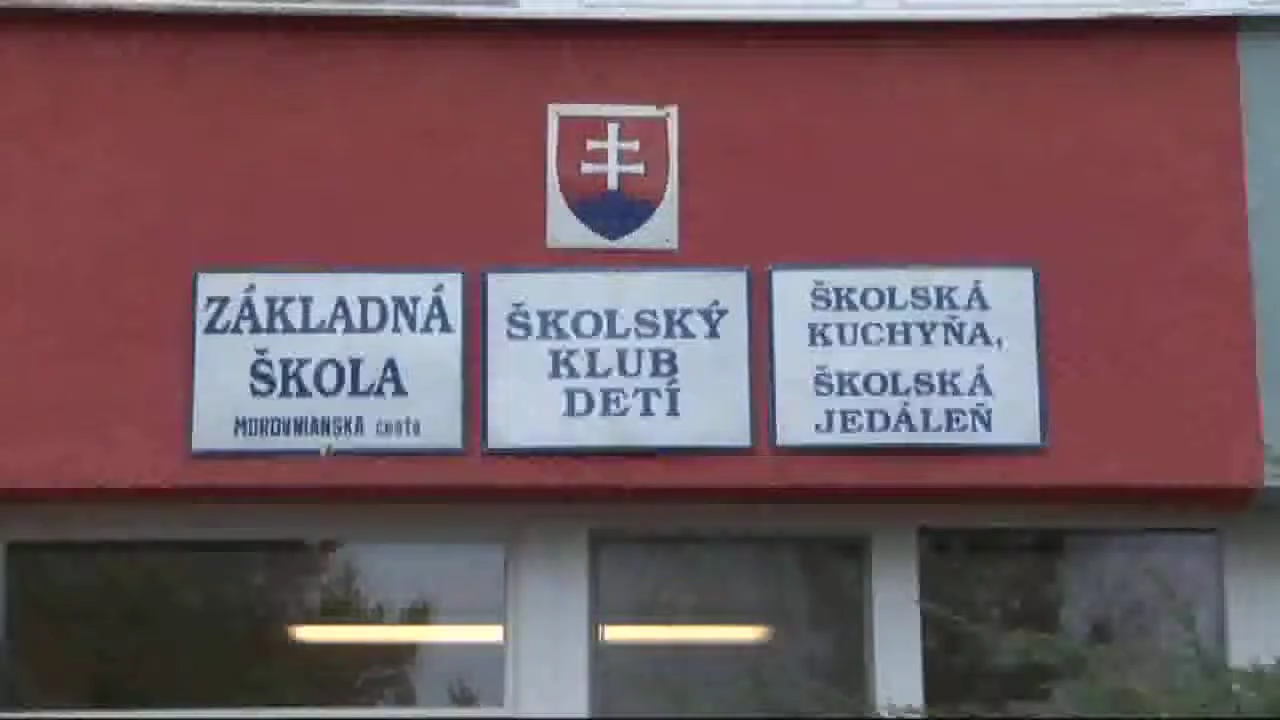 ZÁKLADNÁ
ŠKOLA
MOROVNIANSKA cesta
ŠKOLSKÝ
KLUB
DETÍ
ŠKOLSKÁ
KUCHYŇA,
ŠKOLSKÁ
JEDÁLEŇ